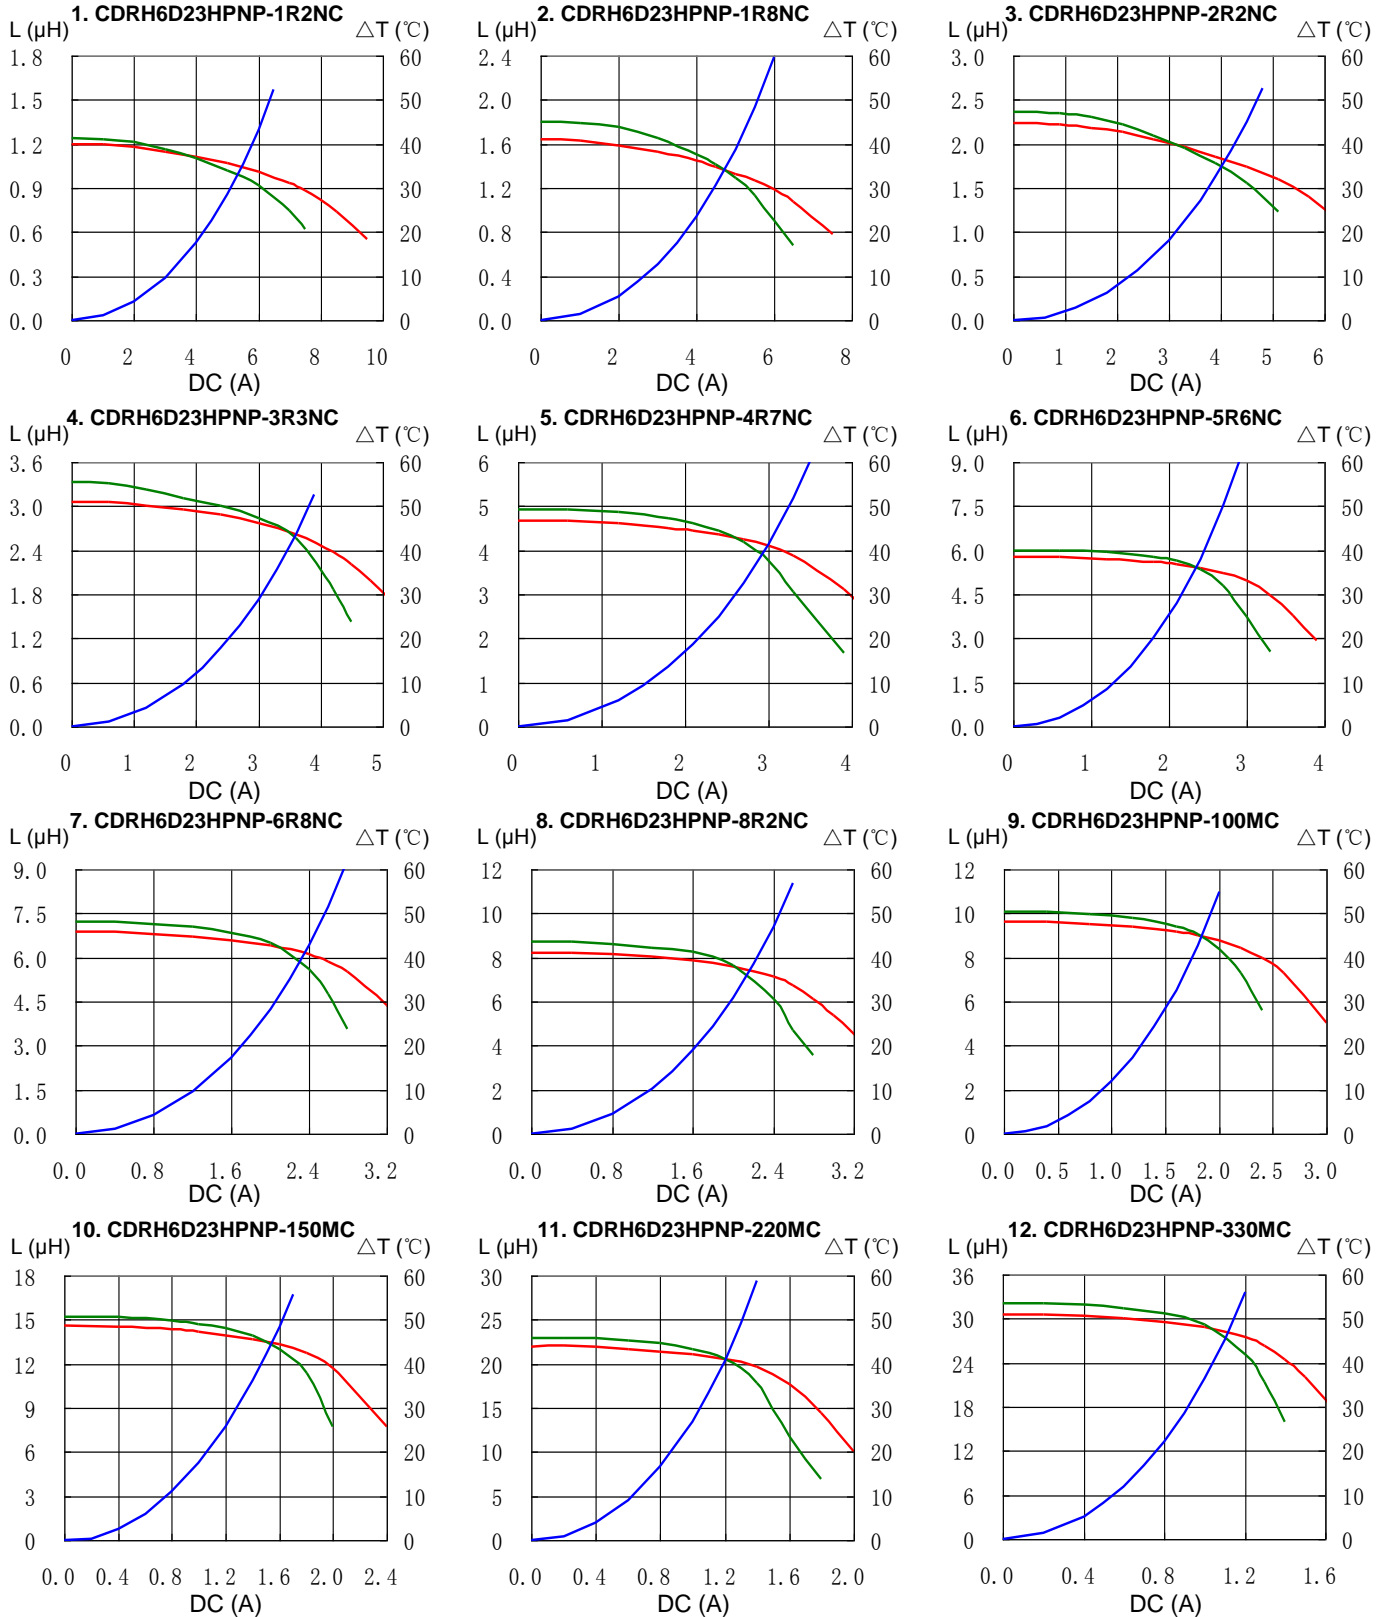 1. CDRH6D23HPNP-1R2NC
L (µH) △T (℃)
1.8 60
1.5 50
1.2 40
0.9 30
0.6 20
0.3 10
0.0 0
0 2 4 6 8 10
DC (A)
2. CDRH6D23HPNP-1R8NC
L (µH) △T (℃)
2.4 60
2.0 50
1.6 40
1.2 30
0.8 20
0.4 10
0.0 0
0 2 4 6 8
DC (A)
3. CDRH6D23HPNP-2R2NC
L (µH) △T (℃)
3.0 60
2.5 50
2.0 40
1.5 30
1.0 20
0.5 10
0.0 0
0 1 2 3 4 5 6
DC (A)
4. CDRH6D23HPNP-3R3NC
L (µH) △T (℃)
3.6 60
3.0 50
2.4 40
1.8 30
1.2 20
0.6 10
0.0 0
0 1 2 3 4 5
DC (A)
5. CDRH6D23HPNP-4R7NC
L (µH) △T (℃)
6 60
5 50
4 40
3 30
2 20
1 10
0 0
0 1 2 3 4
DC (A)
6. CDRH6D23HPNP-5R6NC
L (µH) △T (℃)
9.0 60
7.5 50
6.0 40
4.5 30
3.0 20
1.5 10
0.0 0
0 1 2 3 4
DC (A)
7. CDRH6D23HPNP-6R8NC
L (µH) △T (℃)
9.0 60
7.5 50
6.0 40
4.5 30
3.0 20
1.5 10
0.0 0
0.0 0.8 1.6 2.4 3.2
DC (A)
8. CDRH6D23HPNP-8R2NC
L (µH) △T (℃)
12 60
10 50
8 40
6 30
4 20
2 10
0 0
0.0 0.8 1.6 2.4 3.2
DC (A)
9. CDRH6D23HPNP-100MC
L (µH) △T (℃)
12 60
10 50
8 40
6 30
4 20
2 10
0 0
0.0 0.5 1.0 1.5 2.0 2.5 3.0
DC (A)
10. CDRH6D23HPNP-150MC
L (µH) △T (℃)
18 60
15 50
12 40
9 30
6 20
3 10
0 0
0.0 0.4 0.8 1.2 1.6 2.0 2.4
DC (A)
11. CDRH6D23HPNP-220MC
L (µH) △T (℃)
30 60
25 50
20 40
15 30
10 20
5 10
0 0
0.0 0.4 0.8 1.2 1.6 2.0
DC (A)
12. CDRH6D23HPNP-330MC
L (µH) △T (℃)
36 60
30 50
24 40
18 30
12 20
6 10
0 0
0.0 0.4 0.8 1.2 1.6
DC (A)